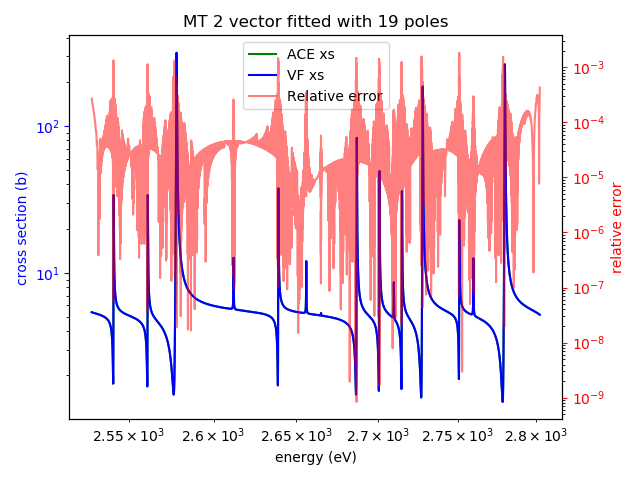 MT 2 vector fitted with 19 poles
ACE xs
VF xs
Relative error
cross section (b)
10²
10¹
10⁻³
10⁻⁴
10⁻⁵
10⁻⁶
10⁻⁷
10⁻⁸
10⁻⁹
relative error
2.55×10³ 2.6×10³ 2.65×10³ 2.7×10³ 2.75×10³ 2.8×10³
energy (eV)